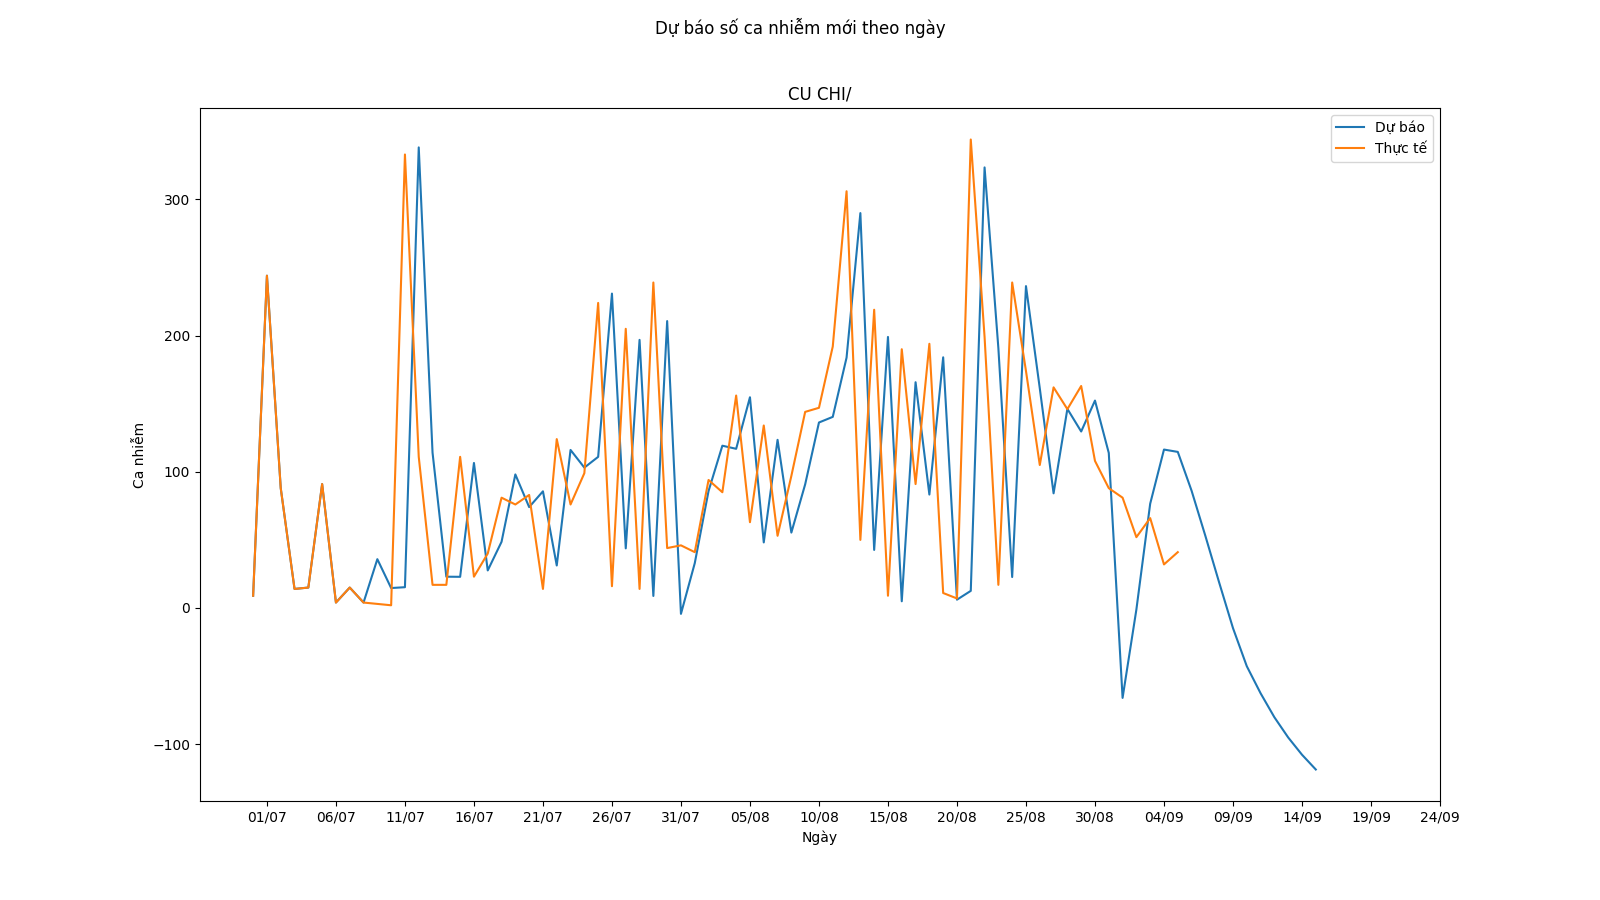 Dự báo số ca nhiễm mới theo ngày
CU CHI/
Dự báo
Thực tế
300
200
100
0
−100
Ca nhiễm
01/07 06/07 11/07 16/07 21/07 26/07 31/07 05/08 10/08 15/08 20/08 25/08 30/08 04/09 09/09 14/09 19/09 24/09
Ngày